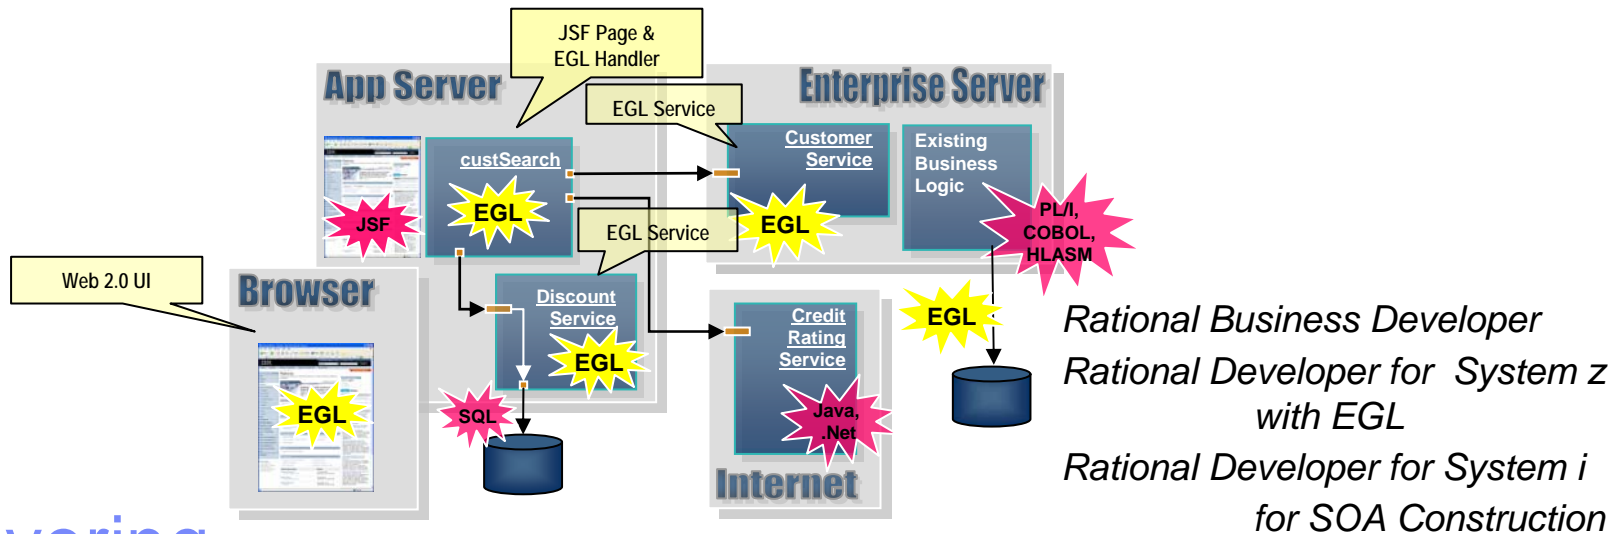 JSF Page &
EGL Handler
App Server
Enterprise Server
EGL Service
custSearch
EGL
JSF
Customer
Service
EGL
Existing
Business
Logic
PL/I,
COBOL,
HLASM
EGL Service
Web 2.0 UI
Browser
EGL
Discount
Service
EGL
SQL
Credit
Rating
Service
Java,
.Net
Internet
EGL
Rational Business Developer
Rational Developer for System z
with EGL
Rational Developer for System i
for SOA Construction